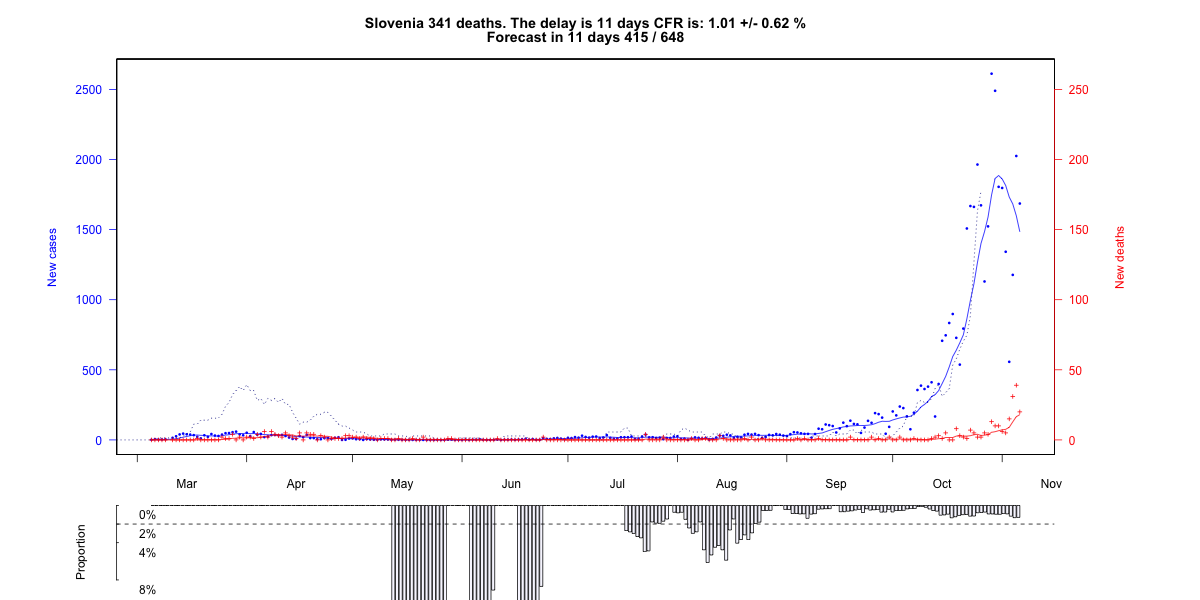 Slovenia 341 deaths. The delay is 11 days CFR is: 1.01 +/- 0.62 %
Forecast in 11 days 415 / 648
2500
2000
1500
1000
500
0
New cases
250
200
150
100
50
0
New deaths
Mar Apr May Jun Jul Aug Sep Oct Nov
Proportion
0%
2%
4%
8%